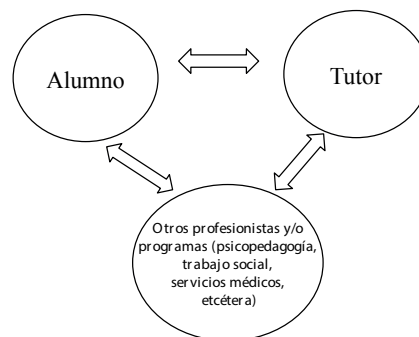 Alumno
Tutor
Otros profesionistas y/o
programas (psicopedagogía,
trabajo social,
servicios médicos,
etcétera)